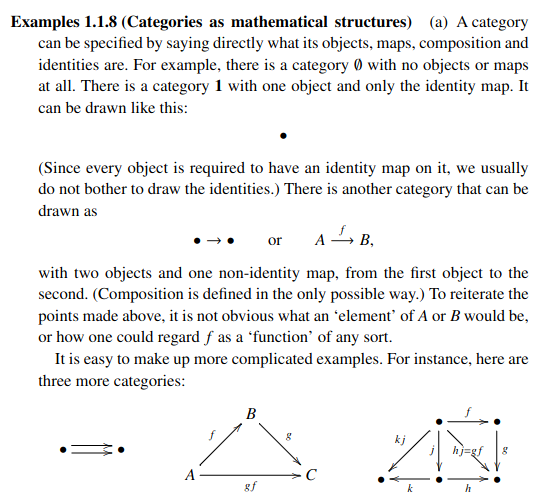 Examples 1.1.8 (Categories as mathematical structures) (a) A category
can be specified by saying directly what its objects, maps, composition and
identities are. For example, there is a category ∅ with no objects or maps
at all. There is a category 1 with one object and only the identity map. It
can be drawn like this:
•
(Since every object is required to have an identity map on it, we usually
do not bother to draw the identities.) There is another category that can be
drawn as
• → • or A →f B,
with two objects and one non-identity map, from the first object to the
second. (Composition is defined in the only possible way.) To reiterate the
points made above, it is not obvious what an ‘element’ of A or B would be,
or how one could regard f as a ‘function’ of any sort.
It is easy to make up more complicated examples. For instance, here are
three more categories:
B f
f g kj j hj=gf g
A C
gf k h